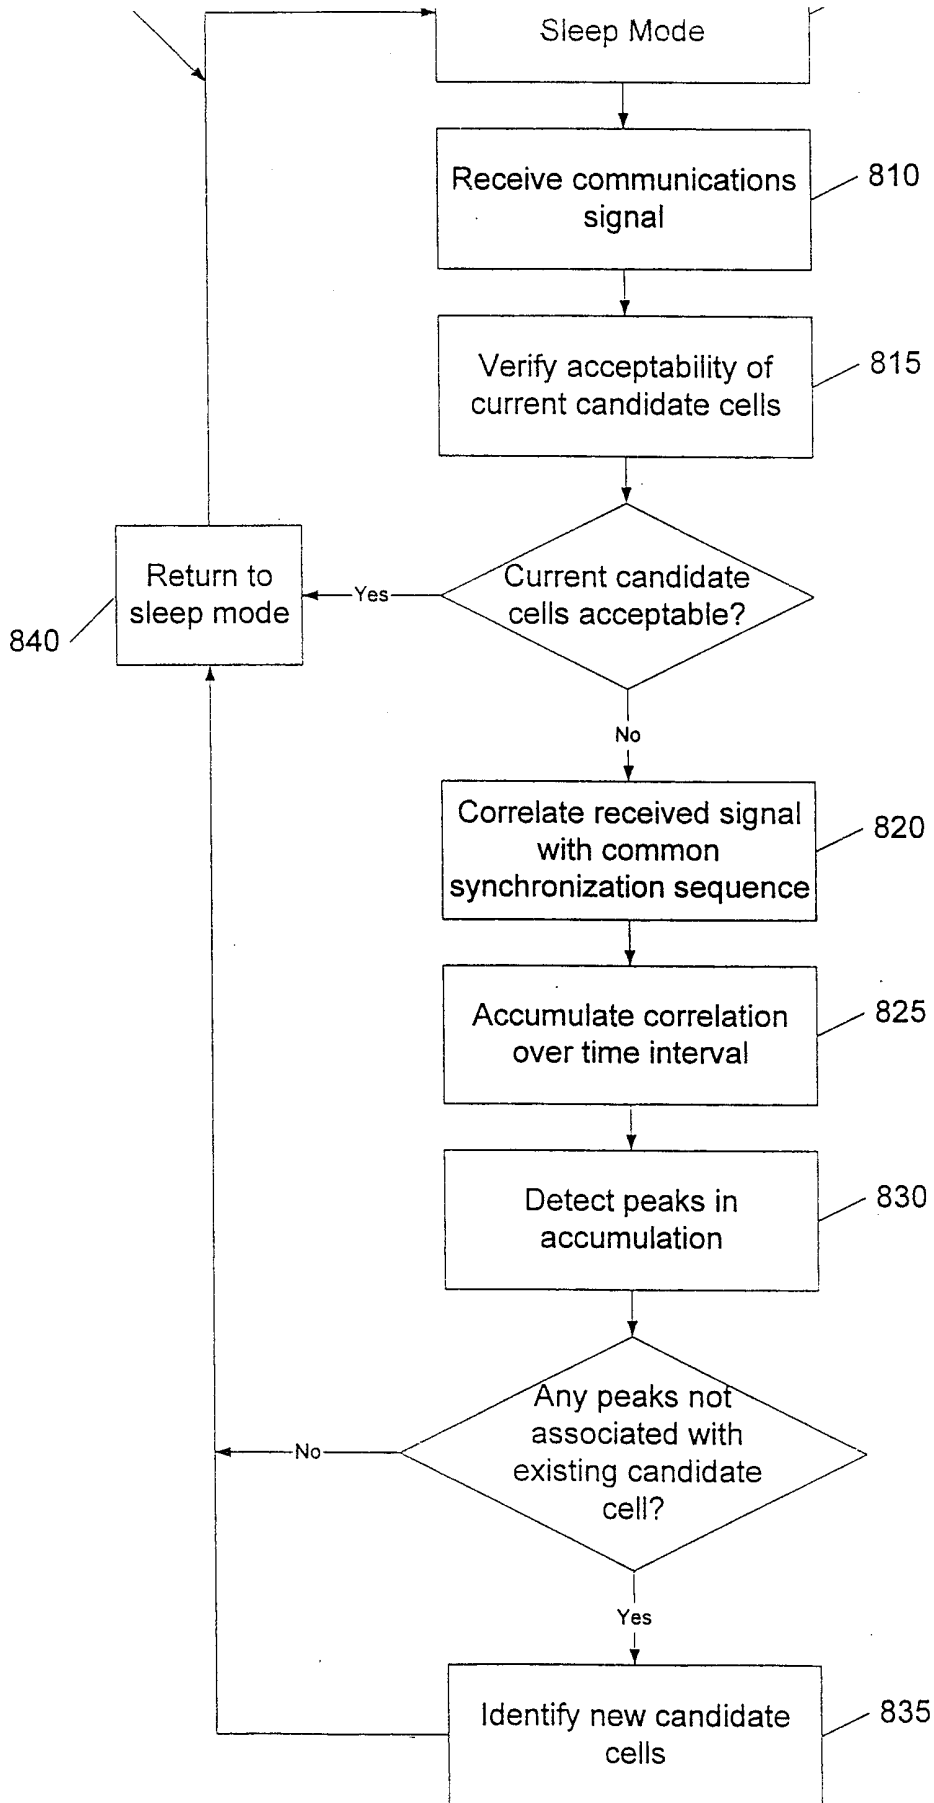 Sleep Mode
Receive communications
signal
810
Verify acceptability of
current candidate cells
815
Return to
sleep mode
840
Yes
Current candidate
cells acceptable?
No
Correlate received signal
with common
synchronization sequence
820
Accumulate correlation
over time interval
825
Detect peaks in
accumulation
830
Any peaks not
associated with
existing candidate
cell?
No
Yes
Identify new candidate
cells
835